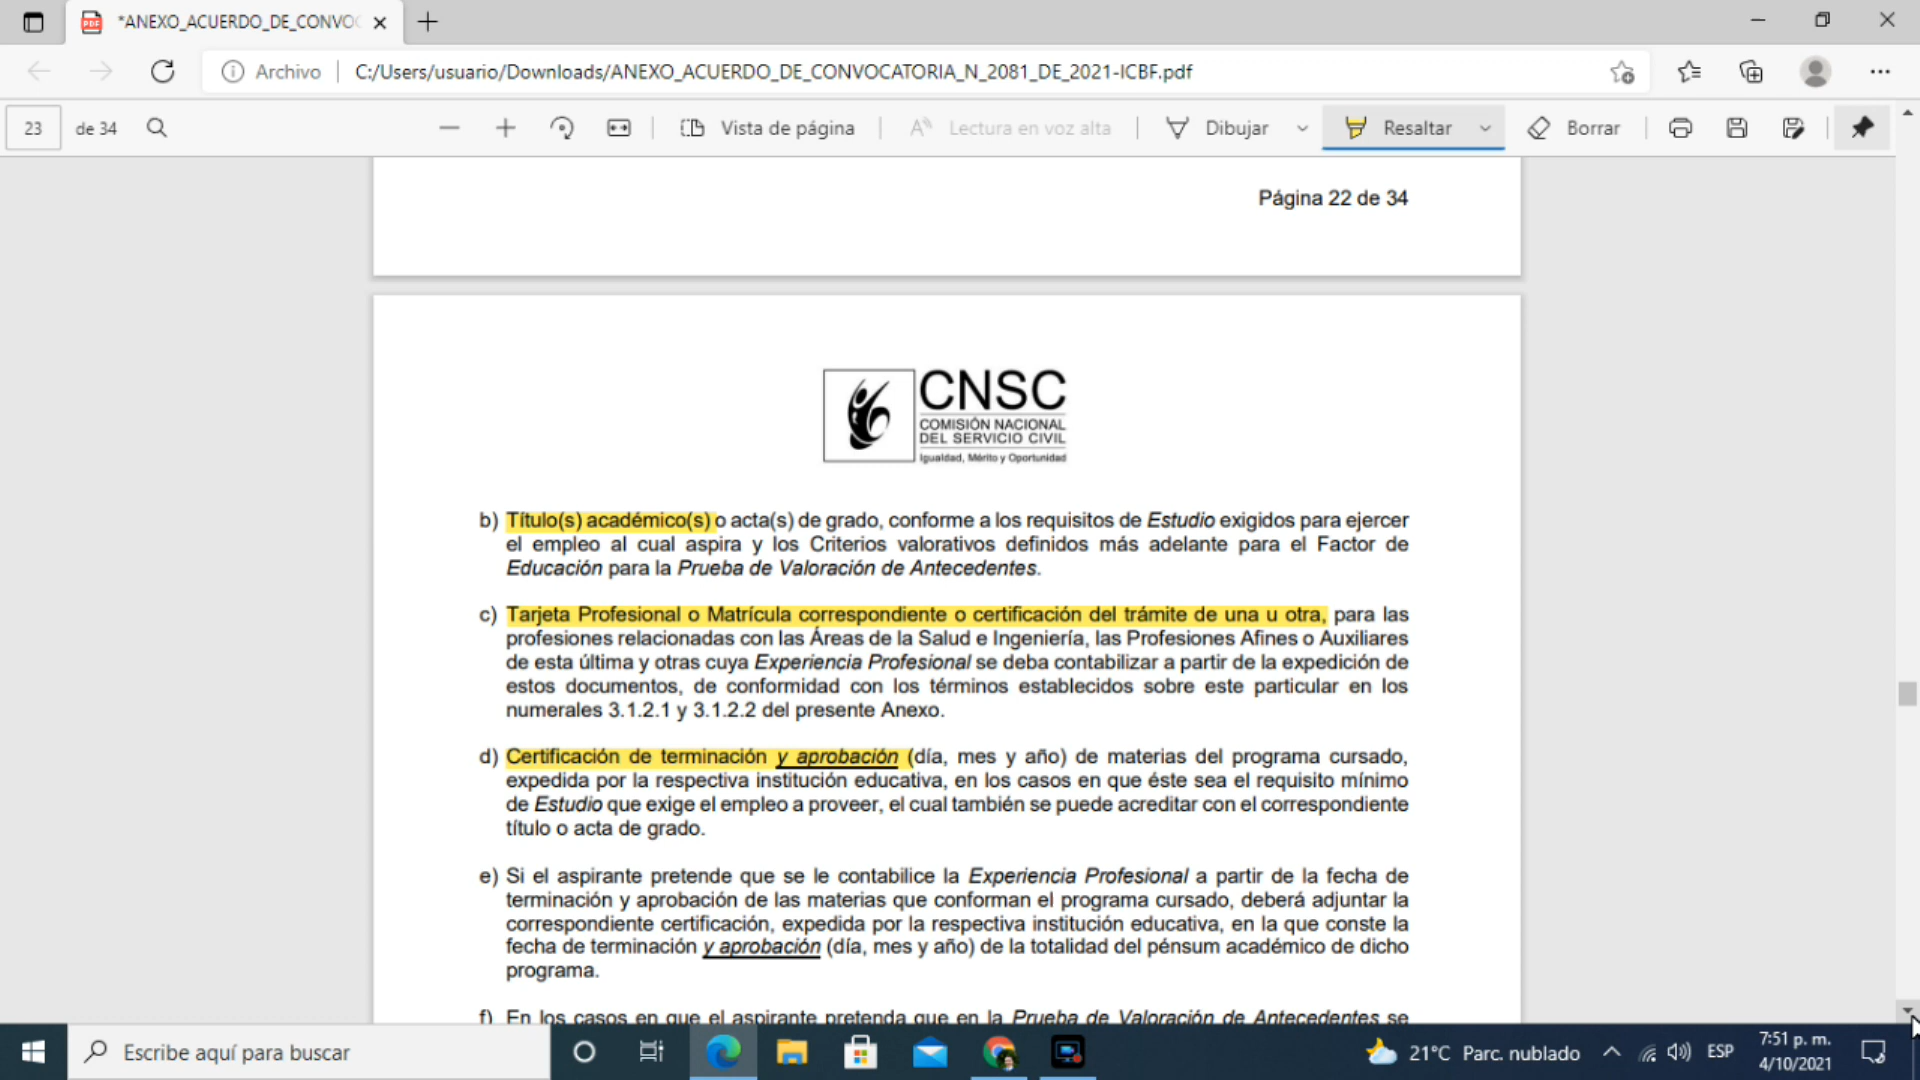 *ANEXO_ACUERDO_DE_CONVO
Archivo
C:/Users/usuario/Downloads/ANEXO_ACUERDO_DE_CONVOCATORIA_N_2081_DE_2021-ICBF.pdf
23
de 34
Vista de página
Lectura en voz alta
Dibujar
Resaltar
Borrar
Página 22 de 34
CNSC
COMISIÓN NACIONAL
DEL SERVICIO CIVIL
Igualdad, Mérito y Oportunidad
b) Título(s) académico(s) o acta(s) de grado, conforme a los requisitos de Estudio exigidos para ejercer
el empleo al cual aspira y los Criterios valorativos definidos más adelante para el Factor de
Educación para la Prueba de Valoración de Antecedentes.
c) Tarjeta Profesional o Matrícula correspondiente o certificación del trámite de una u otra, para las
profesiones relacionadas con las Áreas de la Salud e Ingeniería, las Profesiones Afines o Auxiliares
de esta última y otras cuya Experiencia Profesional se deba contabilizar a partir de la expedición de
estos documentos, de conformidad con los términos establecidos sobre este particular en los
numerales 3.1.2.1 y 3.1.2.2 del presente Anexo.
d) Certificación de terminación y aprobación (día, mes y año) de materias del programa cursado,
expedida por la respectiva institución educativa, en los casos en que éste sea el requisito mínimo
de Estudio que exige el empleo a proveer, el cual también se puede acreditar con el correspondiente
título o acta de grado.
e) Si el aspirante pretende que se le contabilice la Experiencia Profesional a partir de la fecha de
terminación y aprobación de las materias que conforman el programa cursado, deberá adjuntar la
correspondiente certificación, expedida por la respectiva institución educativa, en la que conste la
fecha de terminación y aprobación (día, mes y año) de la totalidad del pénsum académico de dicho
programa.
f) En los casos en que el aspirante pretenda que en la Prueba de Valoración de Antecedentes se
Escribe aquí para buscar
21°C Parc. nublado
ESP
7:51 p. m.
4/10/2021